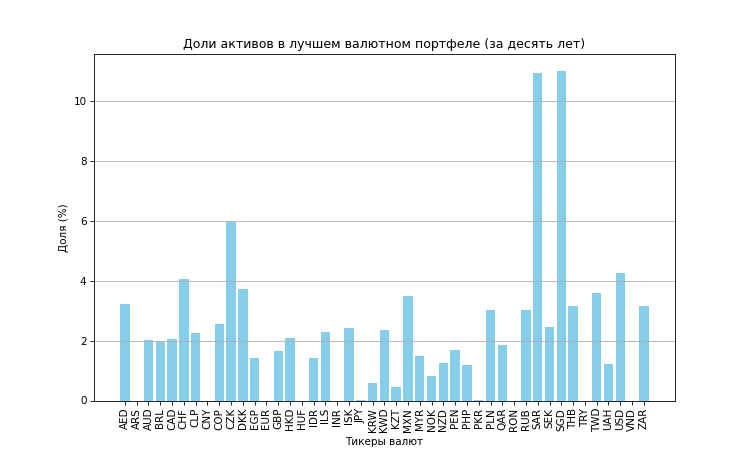 Доли активов в лучшем валютном портфеле (за десять лет)
Доля (%)
10
8
6
4
2
0
AED ARS AUD BRL CAD CHF CLP CNY COP CZK DKK EGP EUR GBP HKD HUF IDR ILS INR ISK JPY KRW KWD KZT MXN MYR NOK NZD PEN PHP PKR PLN QAR RON RUB SAR SEK SGD THB TRY TWD UAH USD VND ZAR
Тикеры валют